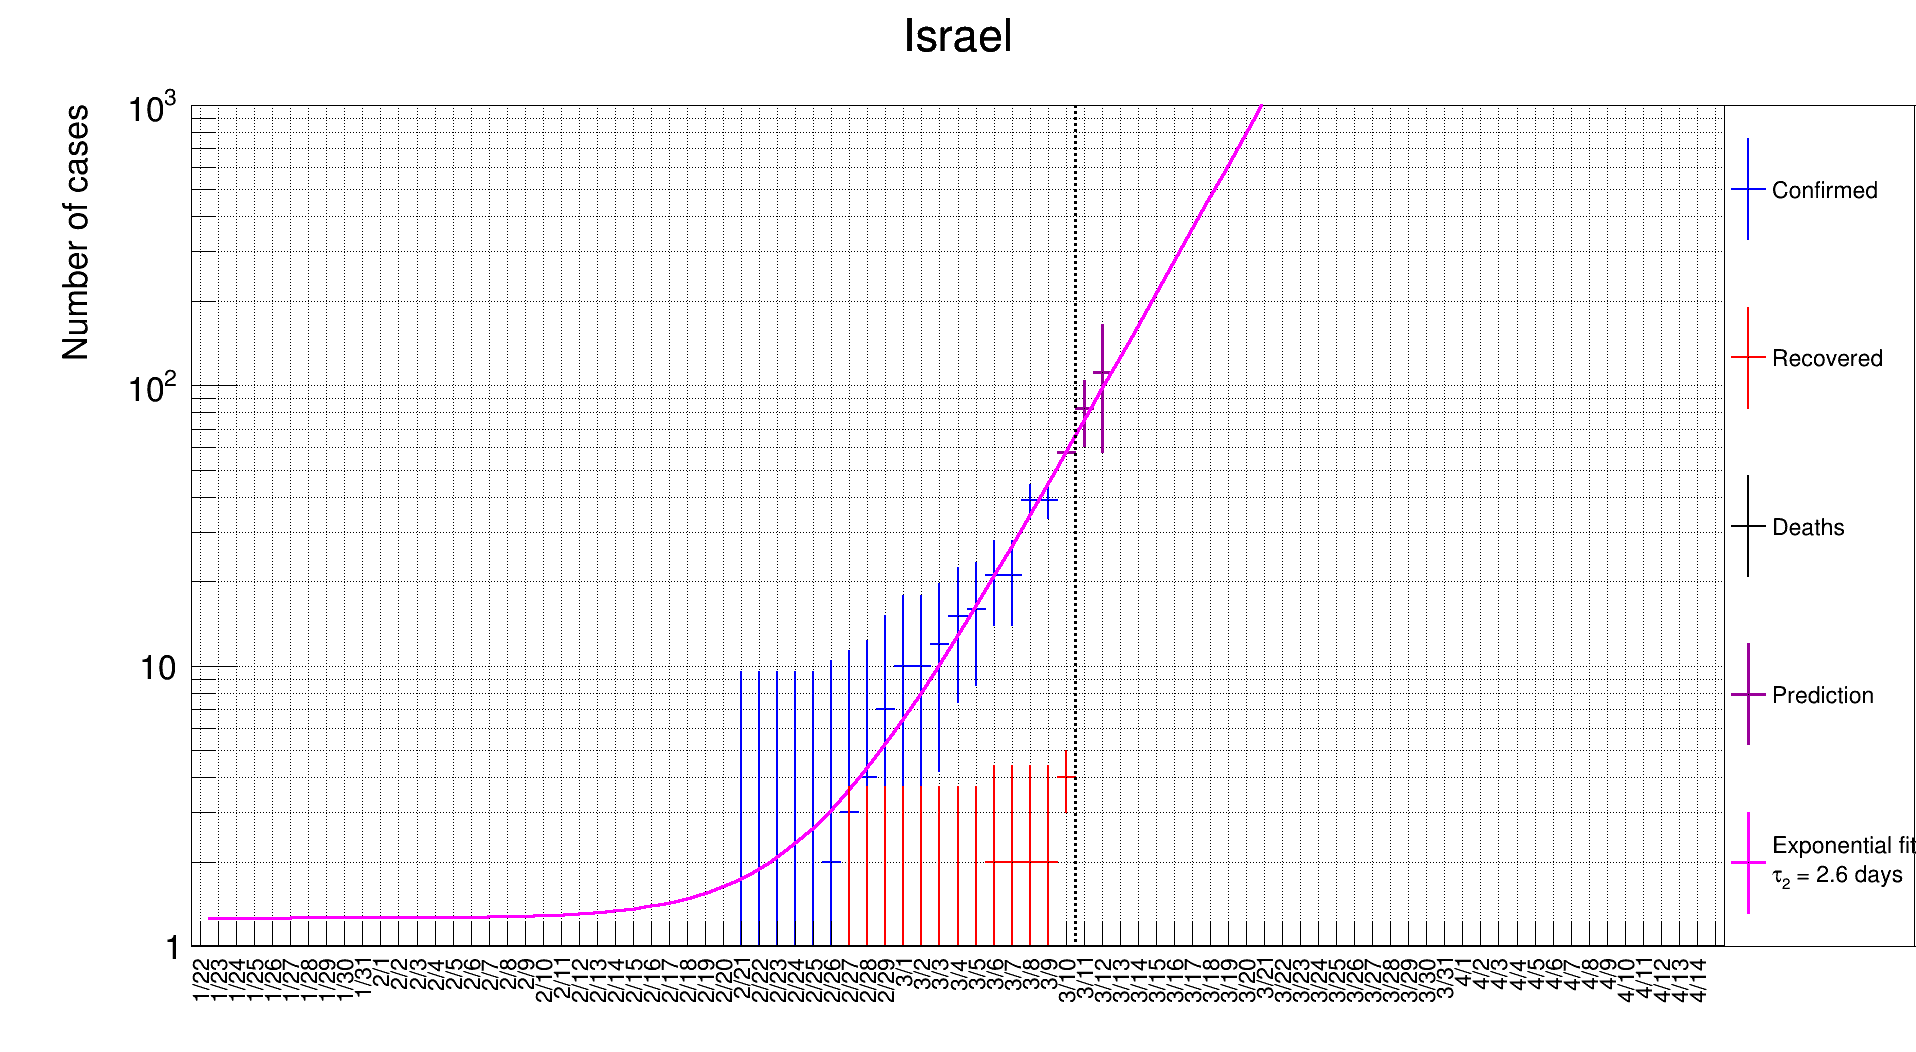 Israel
Number of cases
10³
10²
10
1
1/22 1/23 1/24 1/25 1/26 1/27 1/28 1/29 1/30 1/31 2/1 2/2 2/3 2/4 2/5 2/6 2/7 2/8 2/9 2/10 2/11 2/12 2/13 2/14 2/15 2/16 2/17 2/18 2/19 2/20 2/21 2/22 2/23 2/24 2/25 2/26 2/27 2/28 2/29 3/1 3/2 3/3 3/4 3/5 3/6 3/7 3/8 3/9 3/10 3/11 3/12 3/13 3/14 3/15 3/16 3/17 3/18 3/19 3/20 3/21 3/22 3/23 3/24 3/25 3/26 3/27 3/28 3/29 3/30 3/31 4/1 4/2 4/3 4/4 4/5 4/6 4/7 4/8 4/9 4/10 4/11 4/12 4/13 4/14
Confirmed
Recovered
Deaths
Prediction
Exponential fit
τ₂ = 2.6 days